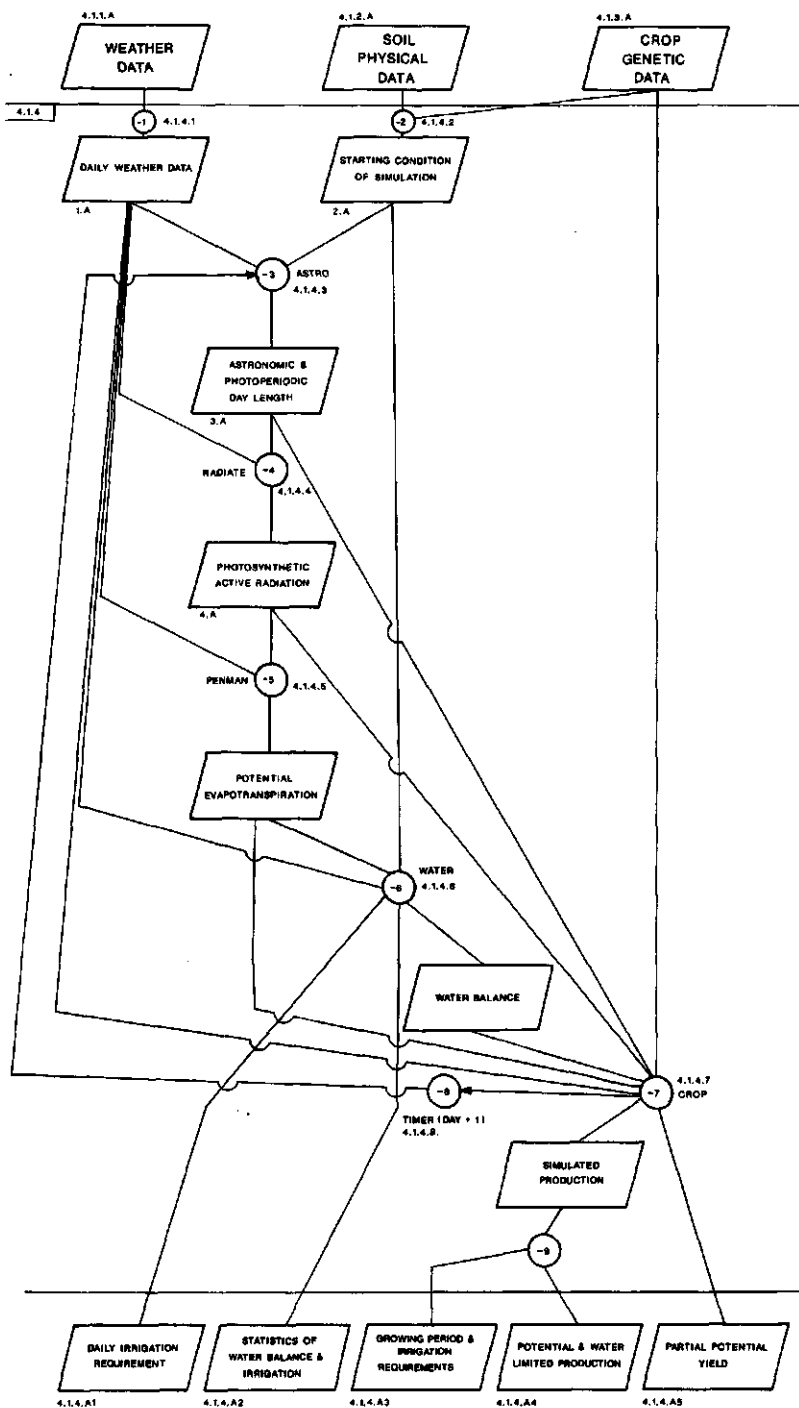 4.1.1.A
4.1.2.A
4.1.3.A
WEATHER
DATA
SOIL
PHYSICAL
DATA
CROP
GENETIC
DATA
4.1.4
-1
4.1.4.1
-2
4.1.4.2
DAILY WEATHER DATA
STARTING CONDITION
OF SIMULATION
1.A
2.A
-3
ASTRO
4.1.4.3
ASTRONOMIC &
PHOTOPERIODIC
DAY LENGTH
3.A
RADIATE
-4
4.1.4.4
PHOTOSYNTHETIC
ACTIVE RADIATION
4.A
PENMAN
-5
4.1.4.5
POTENTIAL
EVAPOTRANSPIRATION
WATER
-6
4.1.4.6
WATER BALANCE
4.1.4.7
-7
CROP
-8
TIMER (DAY + 1)
4.1.4.8.
SIMULATED
PRODUCTION
-9
DAILY IRRIGATION
REQUIREMENT
STATISTICS OF
WATER BALANCE &
IRRIGATION
GROWING PERIOD &
IRRIGATION
REQUIREMENTS
POTENTIAL & WATER
LIMITED PRODUCTION
PARTIAL POTENTIAL
YIELD
4.1.4.A1
4.1.4.A2
4.1.4.A3
4.1.4.A4
4.1.4.A5